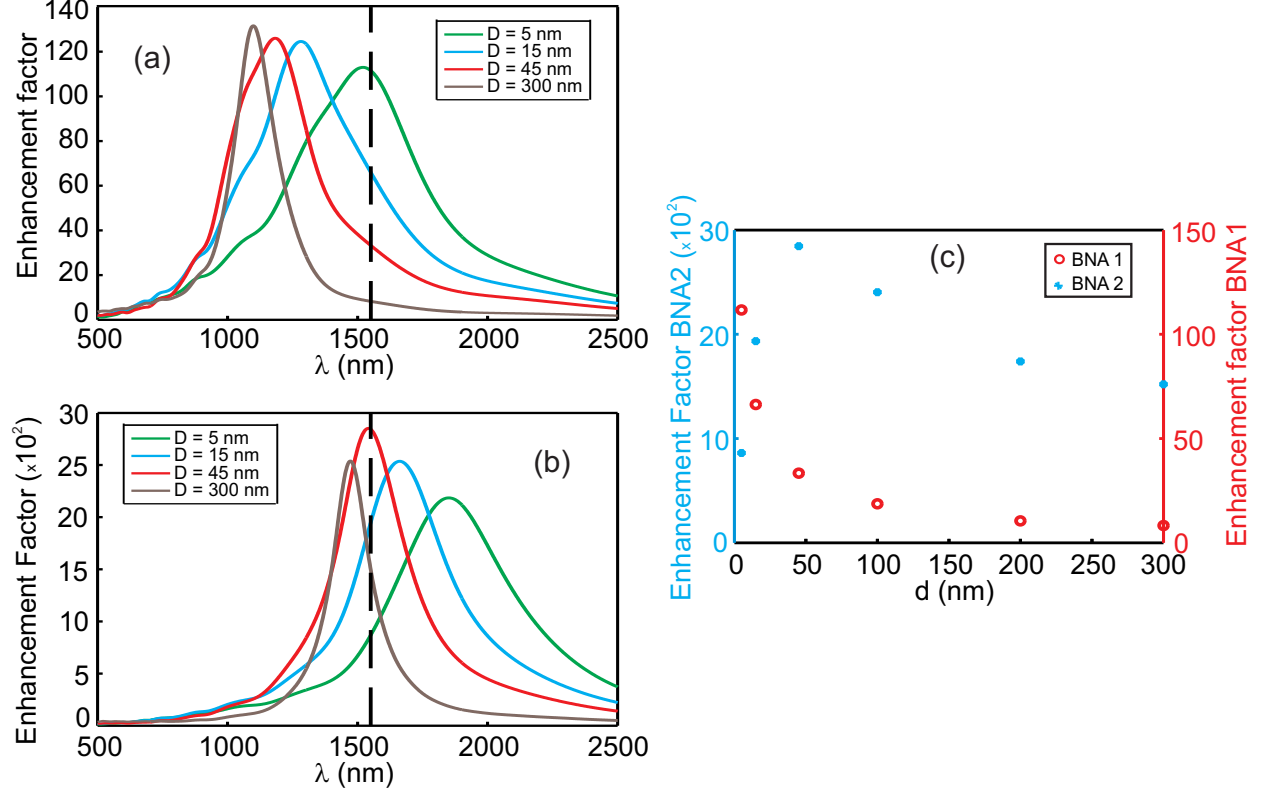 140
120
100
80
60
40
20
0
Enhancement factor
(a)
D = 5 nm
D = 15 nm
D = 45 nm
D = 300 nm
500 1000 1500 2000 2500
λ (nm)
30
25
20
15
10
5
0
Enhancement Factor (x10²)
D = 5 nm
D = 15 nm
D = 45 nm
D = 300 nm
(b)
500 1000 1500 2000 2500
λ (nm)
Enhancement Factor BNA2 (x10²)
30
20
10
0
(c)
BNA 1
BNA 2
150
100
50
0
Enhancement factor BNA1
0 50 100 150 200 250 300
d (nm)